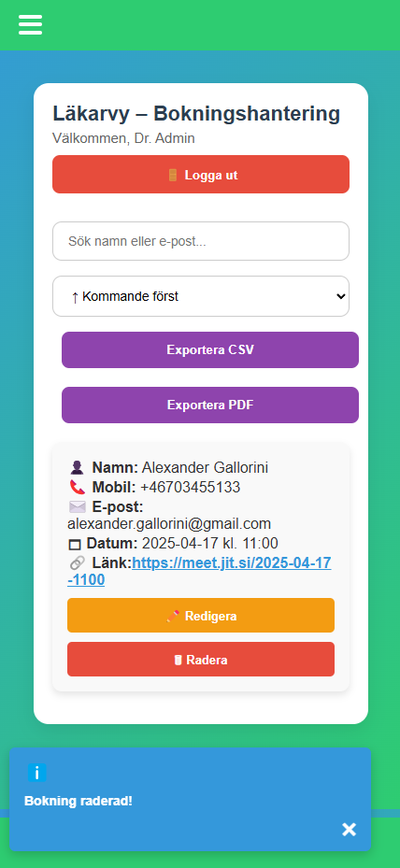 Läkarvy – Bokningshantering
Välkommen, Dr. Admin
Logga ut
Sök namn eller e-post...
↑ Kommande först
Exportera CSV
Exportera PDF
Namn: Alexander Gallorini
Mobil: +46703455133
E-post:
alexander.gallorini@gmail.com
Datum: 2025-04-17 kl. 11:00
Länk:https://meet.jit.si/2025-04-17
-1100
Redigera
Radera
Bokning raderad!